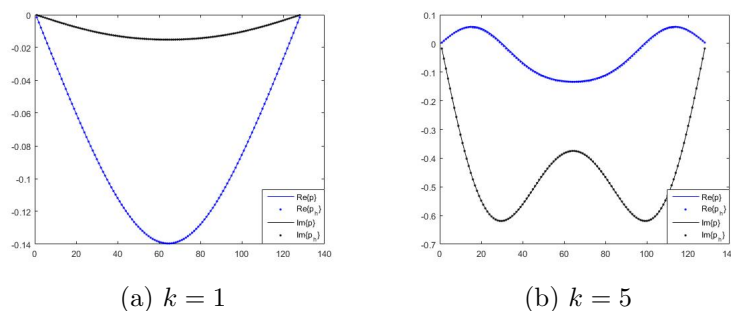 0
-0.02
-0.04
-0.06
-0.08
-0.1
-0.12
-0.14
0 20 40 60 80 100 120 140
Re{p}
Re{p_h}
Im{p}
Im{p_h}
(a) k = 1
0.1
0
-0.1
-0.2
-0.3
-0.4
-0.5
-0.6
-0.7
0 20 40 60 80 100 120 140
Re{p}
Re{p_h}
Im{p}
Im{p_h}
(b) k = 5